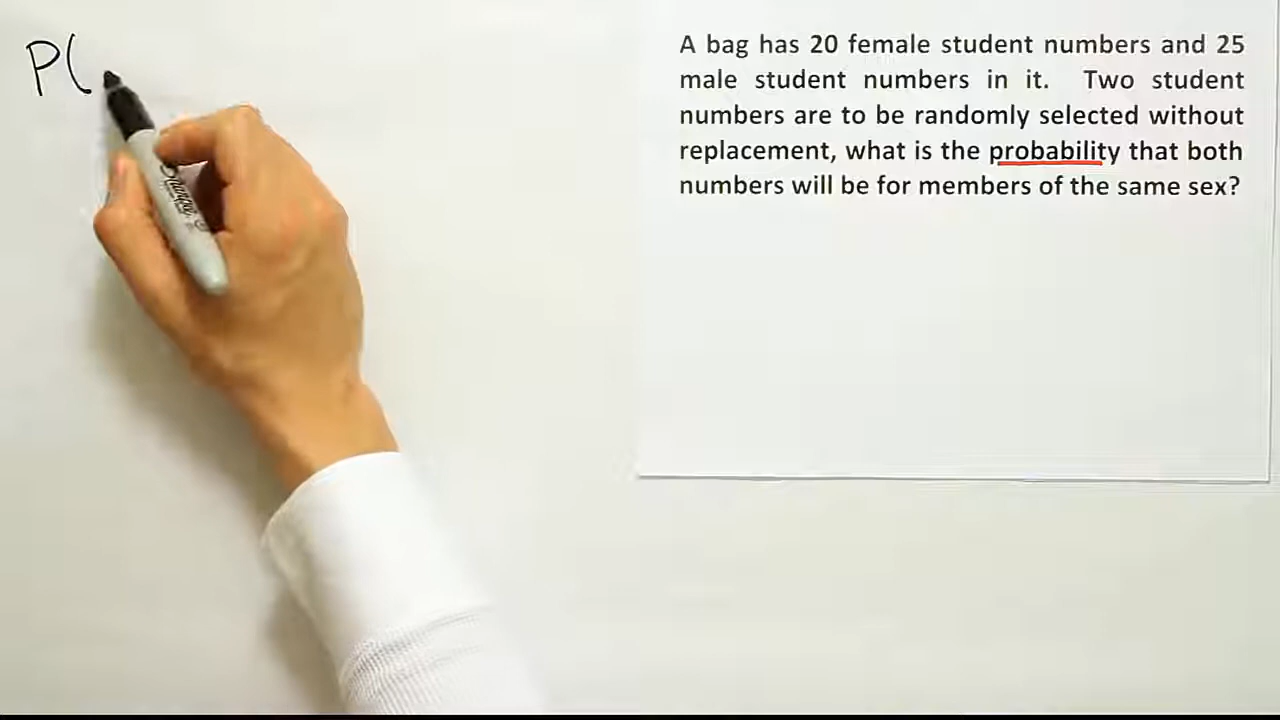 P(
A bag has 20 female student numbers and 25
male student numbers in it. Two student
numbers are to be randomly selected without
replacement, what is the probability that both
numbers will be for members of the same sex?
Sharpie